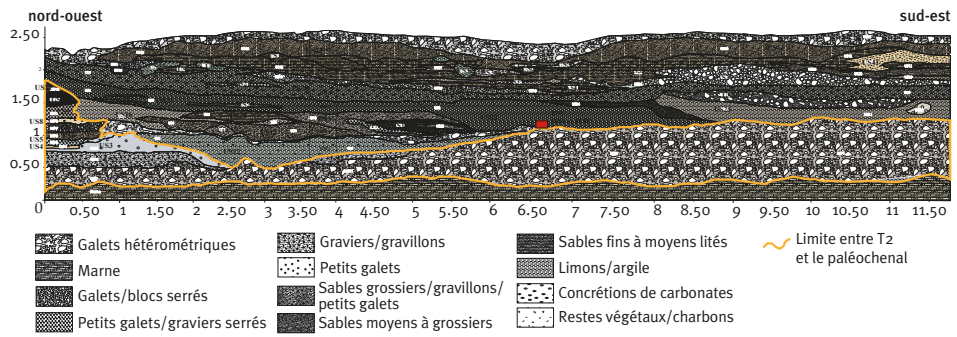 nord-ouest
sud-est
2.50
1.50
US8
1
US5
US4
US3
0.50
0
0.50 1 1.50 2 2.50 3 3.50 4 4.50 5 5.50 6 6.50 7 7.50 8 8.50 9 9.50 10 10.50 11 11.50
Galets hétérométriques
Marne
Galets/blocs serrés
Petits galets/graviers serrés
Graviers/gravillons
Petits galets
Sables grossiers/gravillons/
petits galets
Sables moyens à grossiers
Sables fins à moyens lités
Limons/argile
Concrétions de carbonates
Restes végétaux/charbons
Limite entre T2
et le paléochenal